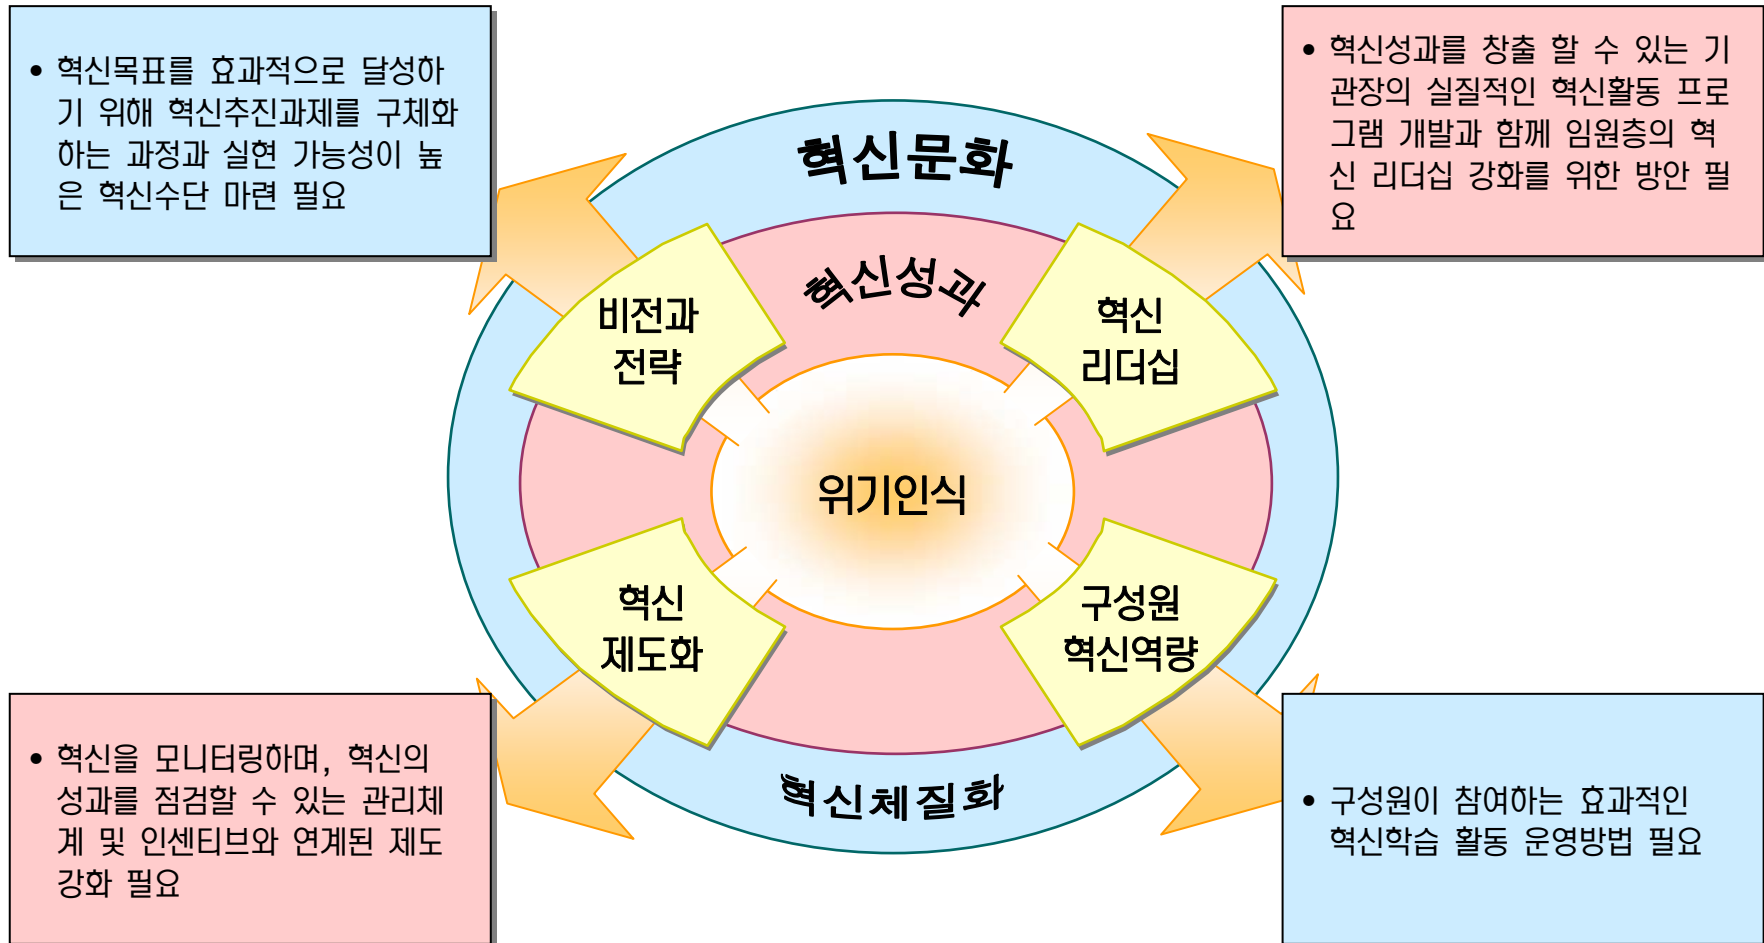 • 혁신목표를 효과적으로 달성하
기 위해 혁신추진과제를 구체화
하는 과정과 실현 가능성이 높
은 혁신수단 마련 필요
• 혁신성과를 창출 할 수 있는 기
관장의 실질적인 혁신활동 프로
그램 개발과 함께 임원층의 혁
신 리더십 강화를 위한 방안 필
요
혁신문화
혁신성과
비전과
전략
혁신
리더십
위기인식
혁신
제도화
구성원
혁신역량
혁신체질화
• 혁신을 모니터링하며, 혁신의
성과를 점검할 수 있는 관리체
계 및 인센티브와 연계된 제도
강화 필요
• 구성원이 참여하는 효과적인
혁신학습 활동 운영방법 필요